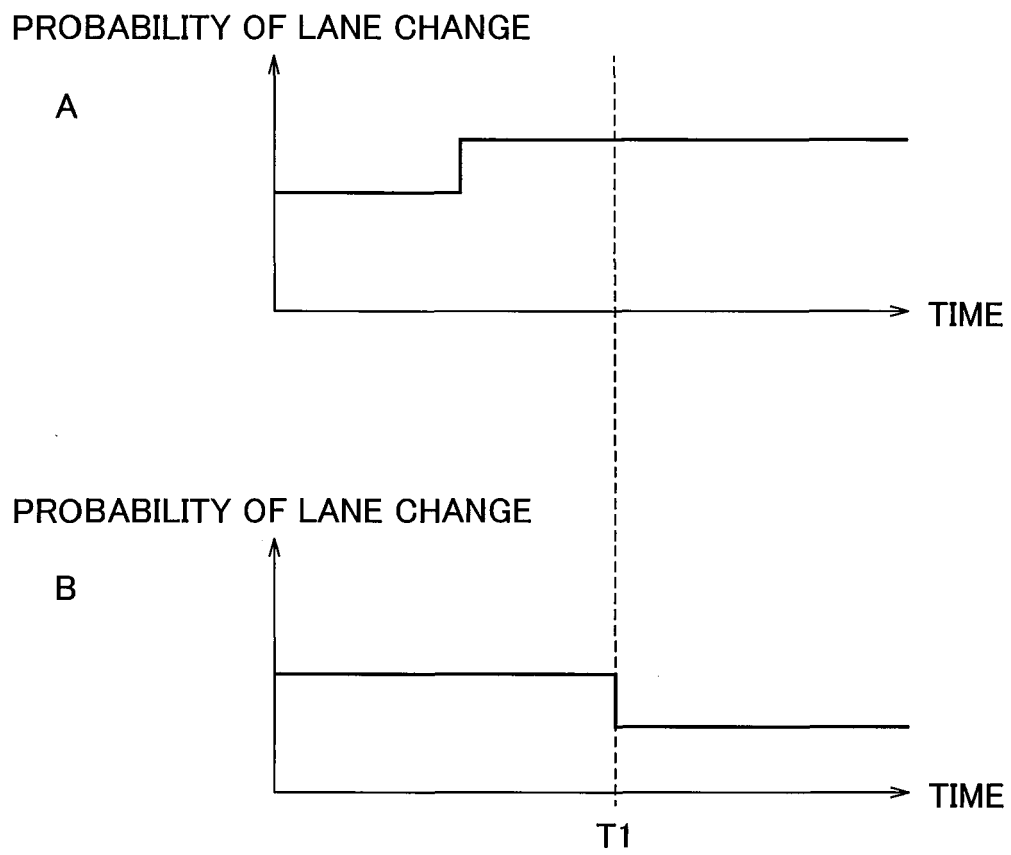 PROBABILITY OF LANE CHANGE
A
TIME
PROBABILITY OF LANE CHANGE
B
TIME
T1